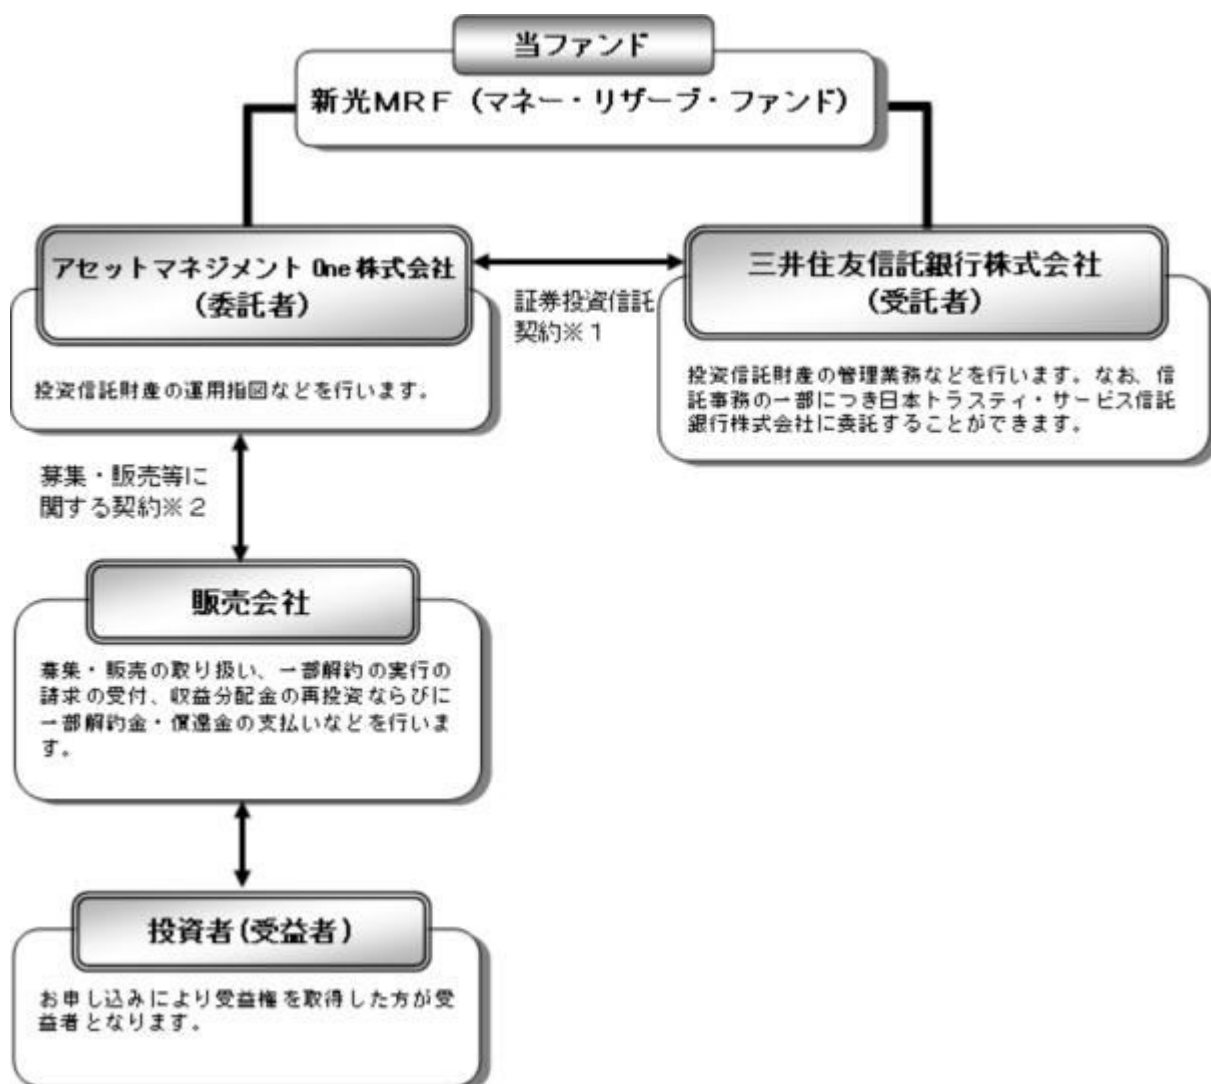 当ファンド
新光MRF（マネー・リザーブ・ファンド）
アセットマネジメント One 株式会社
（委託者）
投資信託財産の運用指図などを行います。
証券投資信託
契約※１
三井住友信託銀行株式会社
（受託者）
投資信託財産の管理業務などを行います。なお、信
託事務の一部につき日本トラスティ・サービス信託
銀行株式会社に委託することができます。
募集・販売等に
関する契約※２
販売会社
募集・販売の取り扱い、一部解約の実行の
請求の受付、収益分配金の再投資ならびに
一部解約金・償還金の支払いなどを行いま
す。
投資者(受益者)
お申し込みにより受益権を取得した方が受
益者となります。